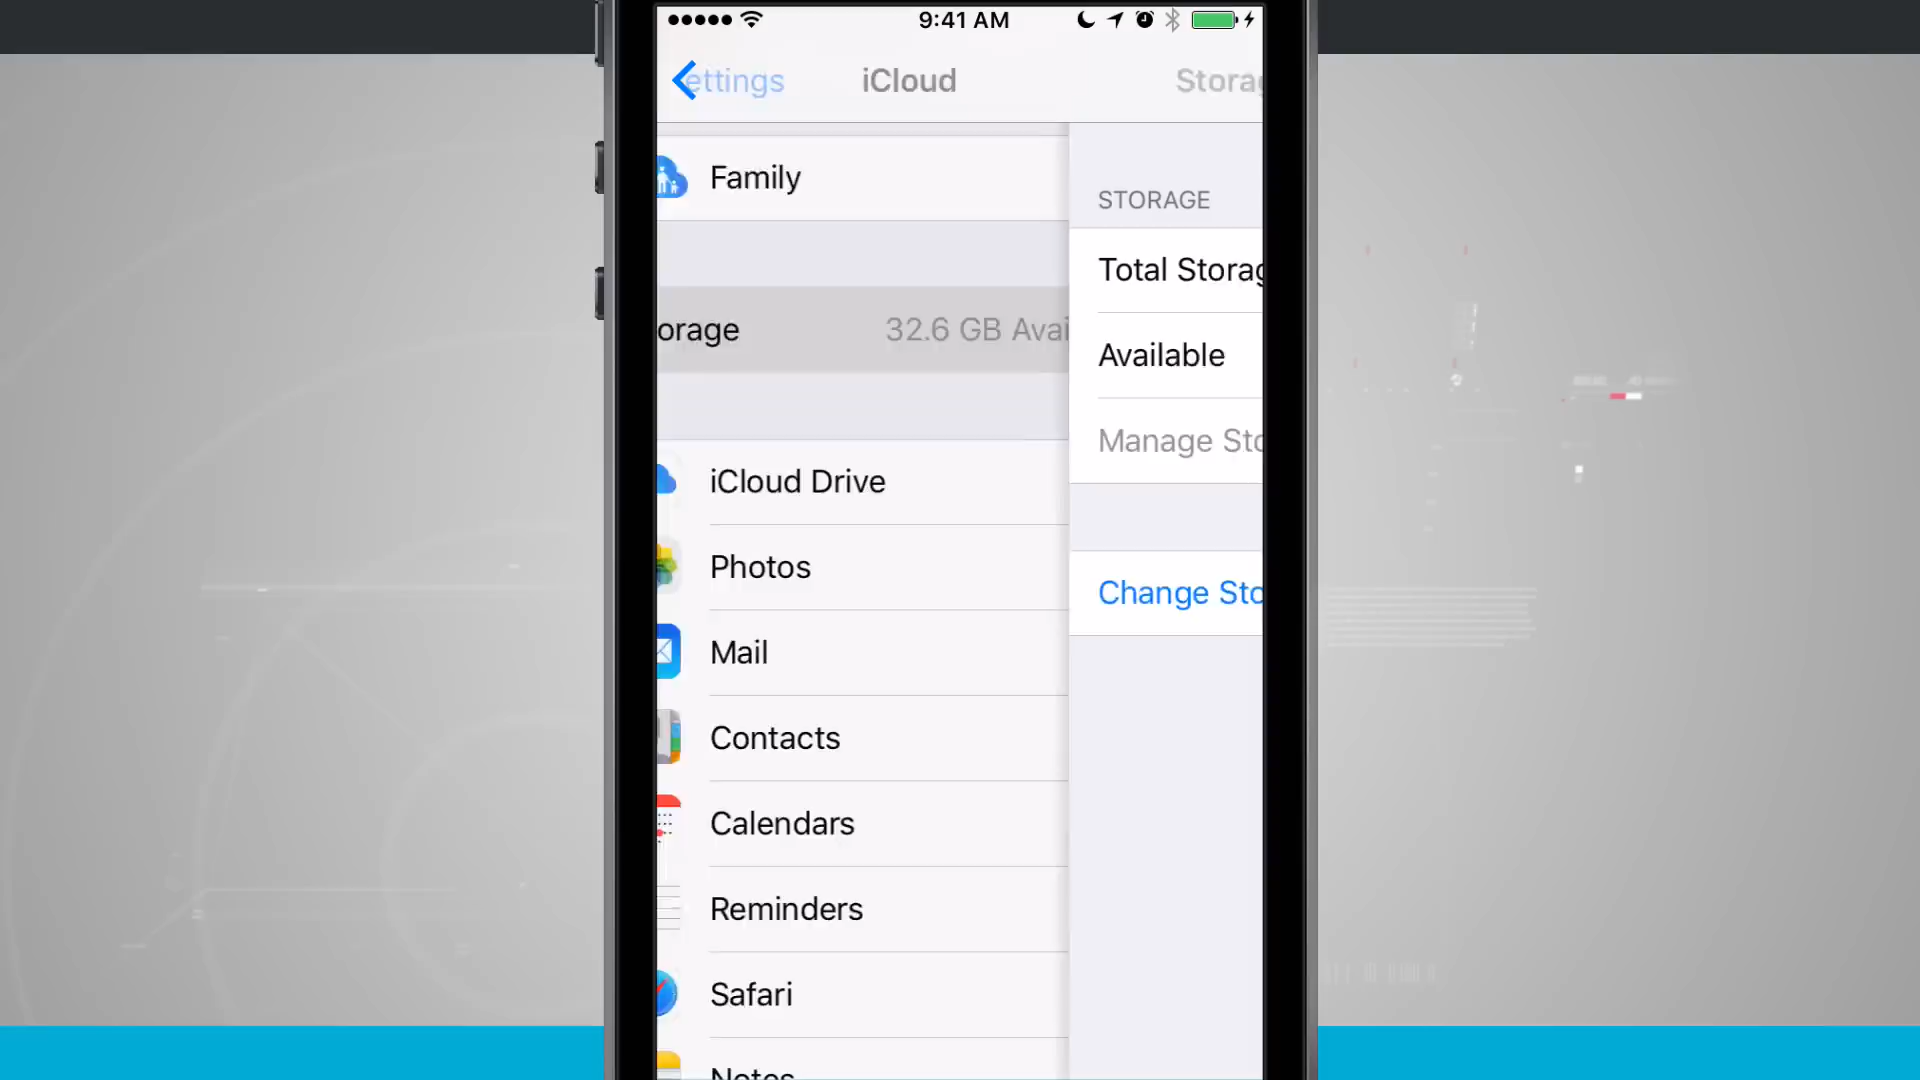 9:41 AM
ettings iCloud Stora
Family
STORAGE
Total Storag
orage 32.6 GB Avai
Available
Manage Sto
iCloud Drive
Photos
Change Sto
Mail
Contacts
Calendars
Reminders
Safari
Notes